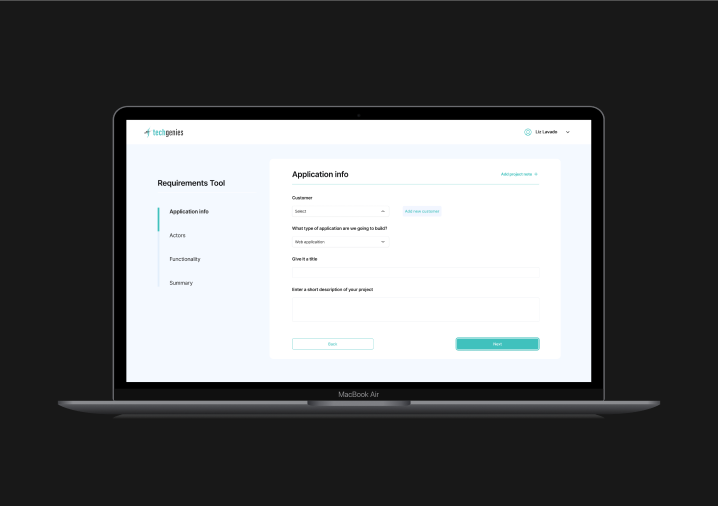 techgenies
Liz Lavado
Requirements Tool
Application info
Actors
Functionality
Summary
Application info
Add project note
Customer
Select
Add new customer
What type of application are we going to build?
Web application
Give it a title
Enter a short description of your project
Back
Next
MacBook Air